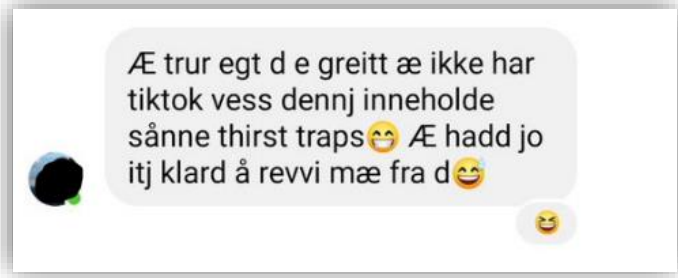 Æ trur egt d e greitt æ ikke har
tiktok vess dennj inneholde
sånne thirst traps😁 Æ hadd jo
itj klard å revvi mæ fra d😅
😆